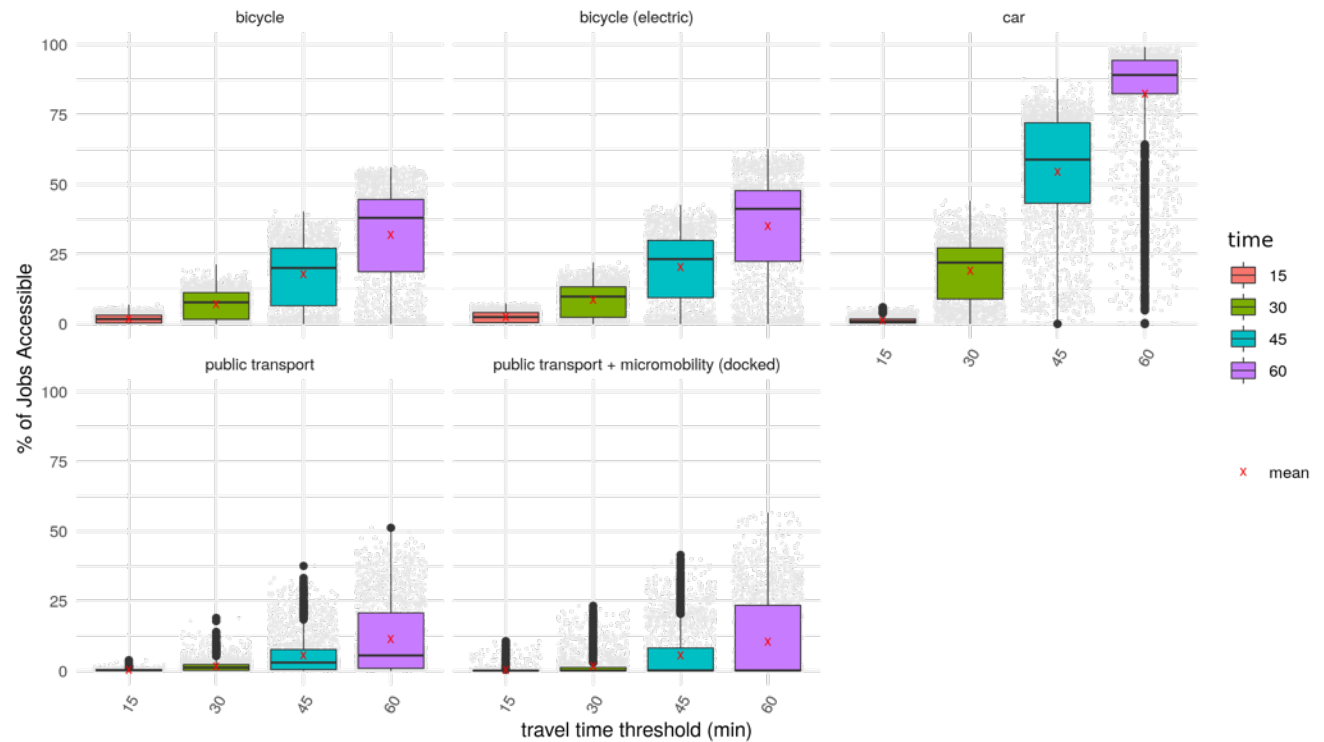 bicycle
bicycle (electric)
car
100
75
50
25
0
% of Jobs Accessible
15
30
45
60
public transport
public transport + micromobility (docked)
100
75
50
25
0
15
30
45
60
15
30
45
60
travel time threshold (min)
time
15
30
45
60
x mean